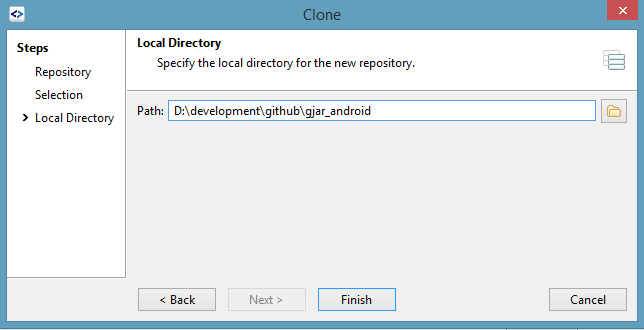 Clone
Steps
Repository
Selection
Local Directory
Local Directory
Specify the local directory for the new repository.
Path: D:\development\github\gjar_android
< Back Next > Finish Cancel